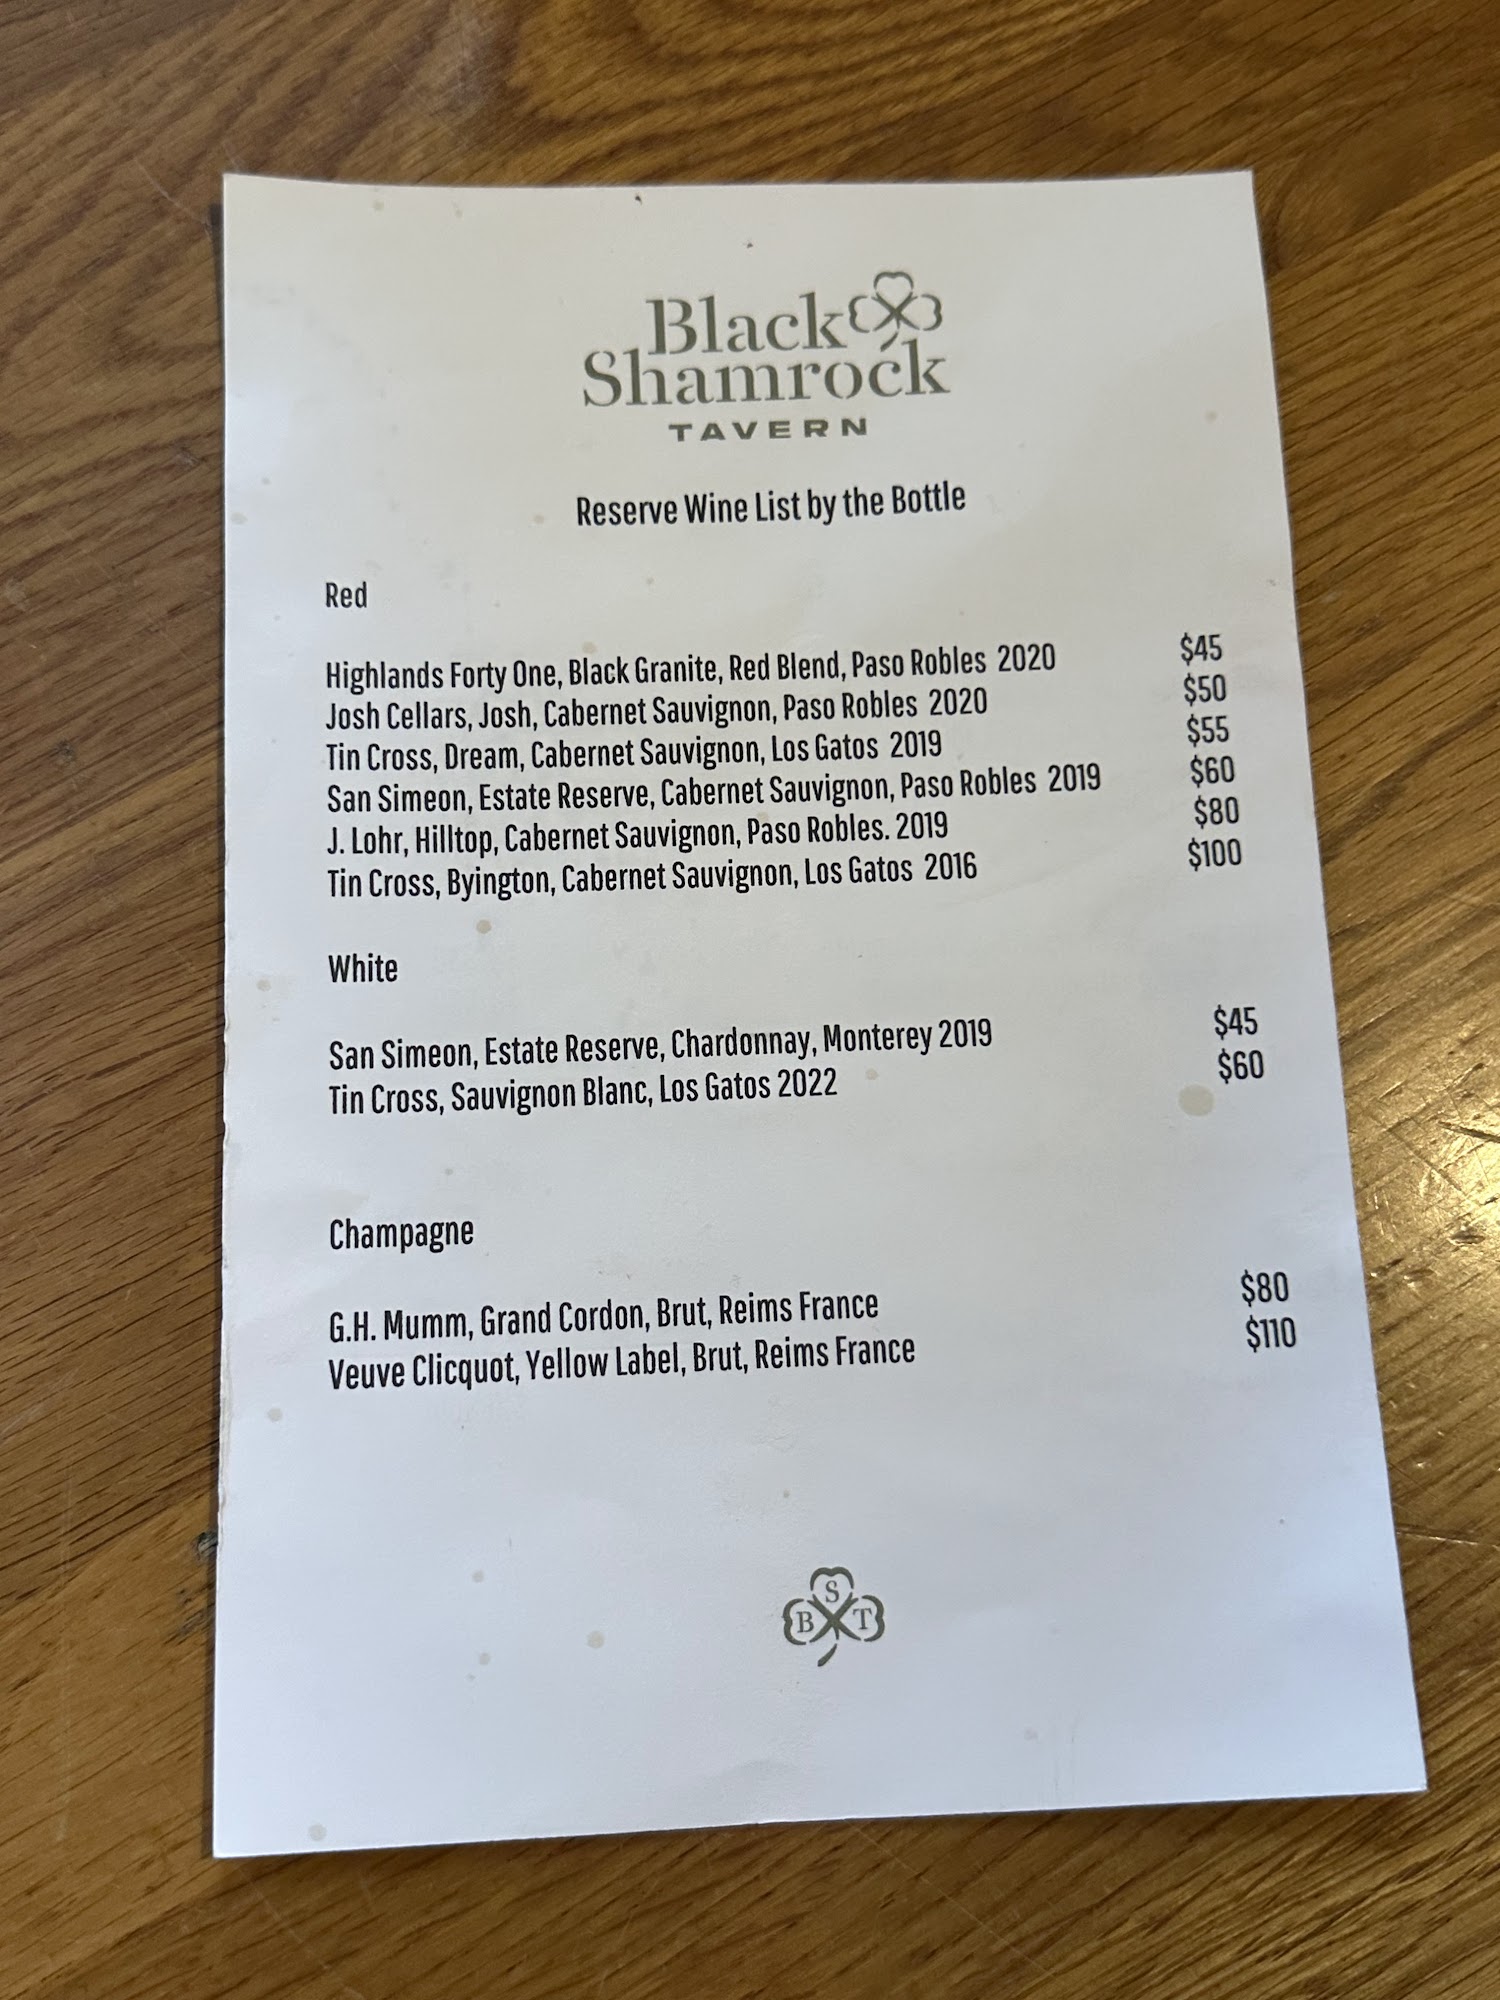 Black
Shamrock
TAVERN
Reserve Wine List by the Bottle
Red
Highlands Forty One, Black Granite, Red Blend, Paso Robles 2020 $45
Josh Cellars, Josh, Cabernet Sauvignon, Paso Robles 2020 $50
Tin Cross, Dream, Cabernet Sauvignon, Los Gatos 2019 $55
San Simeon, Estate Reserve, Cabernet Sauvignon, Paso Robles 2019 $60
J. Lohr, Hilltop, Cabernet Sauvignon, Paso Robles. 2019 $80
Tin Cross, Byington, Cabernet Sauvignon, Los Gatos 2016 $100
White
San Simeon, Estate Reserve, Chardonnay, Monterey 2019 $45
Tin Cross, Sauvignon Blanc, Los Gatos 2022 $60
Champagne
G.H. Mumm, Grand Cordon, Brut, Reims France $80
Veuve Clicquot, Yellow Label, Brut, Reims France $110
B S T